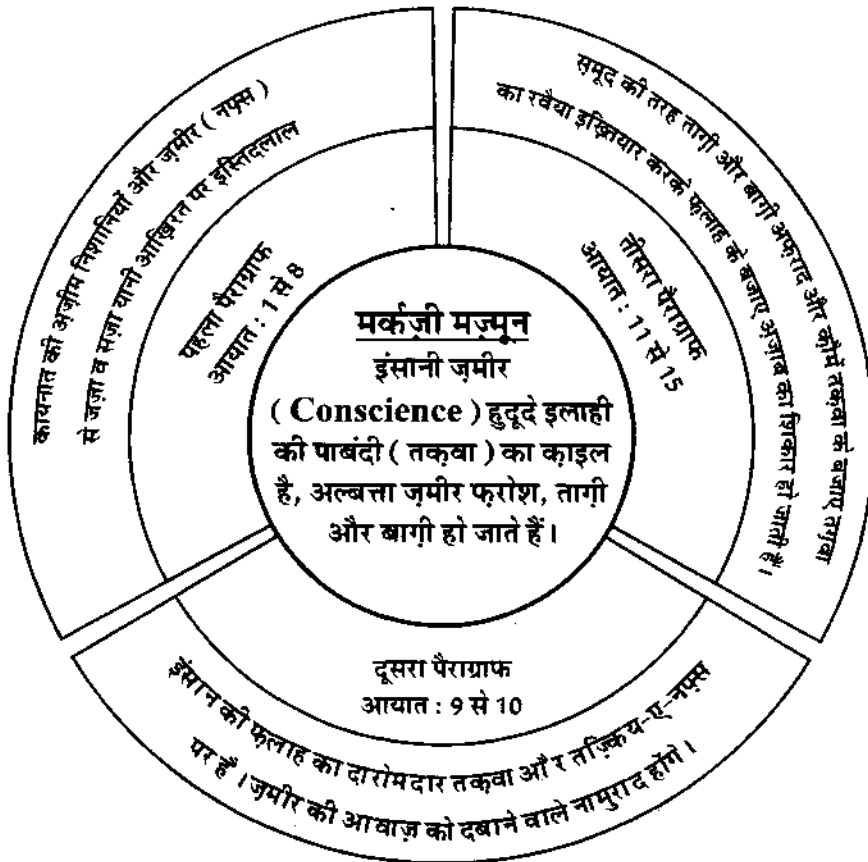 मर्कज़ी मज़्मून
इंसानी ज़मीर
( Conscience ) हुदूदे इलाही
की पाबंदी ( तक़वा ) का क़ाइल
है, अल्बत्ता ज़मीर फ़रोश, ताग़ी
और बाग़ी हो जाते हैं।
पहला पैराग्राफ
आयात : 1 से 8
कायनात की अज़ीम निशानियों और ज़मीर ( नफ़्स )
से जज़ा व सज़ा यानी आख़िरत पर इस्तिदलाल
दूसरा पैराग्राफ
आयात : 9 से 10
इंसान की फ़लाह का दारोमदार तक़वा और तज़्किय-ए-नफ़्स
पर है। ज़मीर की आवाज़ को दबाने वाले नामुराद होंगे।
तीसरा पैराग्राफ
आयात : 11 से 15
स़मूद की तरह ताग़ी और बाग़ी अफ़राद और क़ौमें तक़वा के बजाए तग़वा
का रवैया इख़्तियार करके फ़लाह के बजाए अज़ाब का शिकार हो जाती हैं।